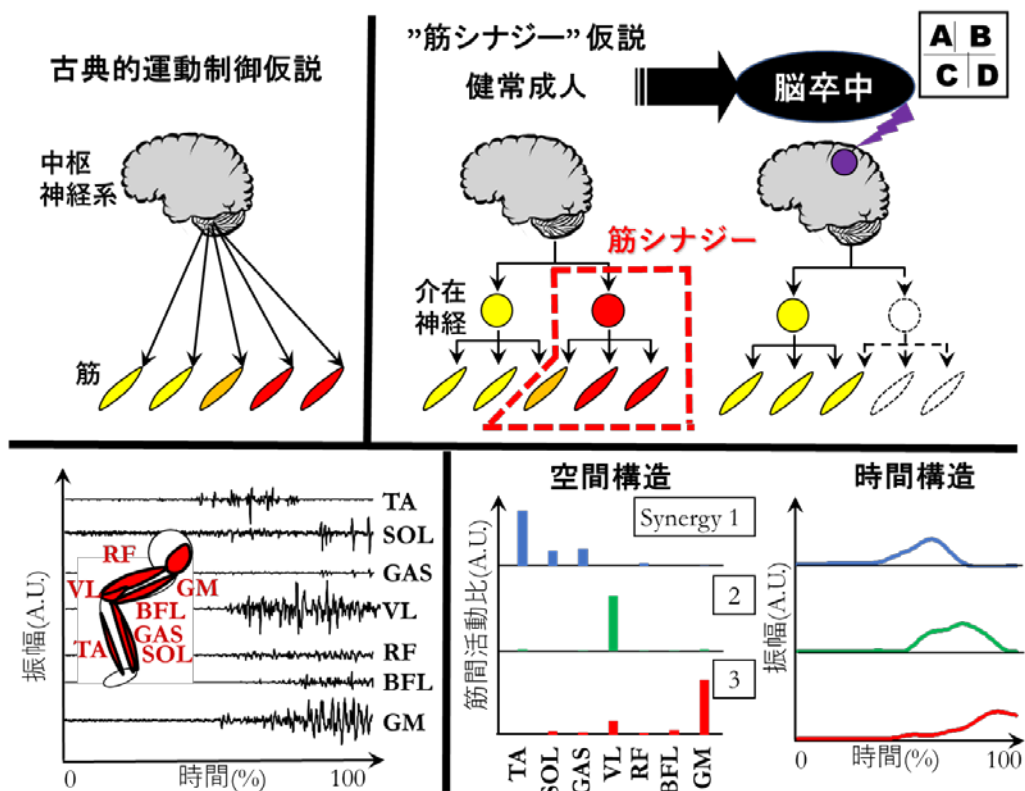 古典的運動制御仮説
中枢
神経系
筋
”筋シナジー”仮説
健常成人
脳卒中
A B
C D
筋シナジー
介在
神経
振幅(A.U.)
TA
SOL
GAS
VL
RF
BFL
GM
RF
VL
GM
BFL
GAS
TA
SOL
0
時間(%)
100
空間構造
筋間活動比(A.U.)
Synergy 1
2
3
TA
SOL
GAS
VL
RF
BFL
GM
時間構造
振幅(A.U.)
0
時間(%)
100